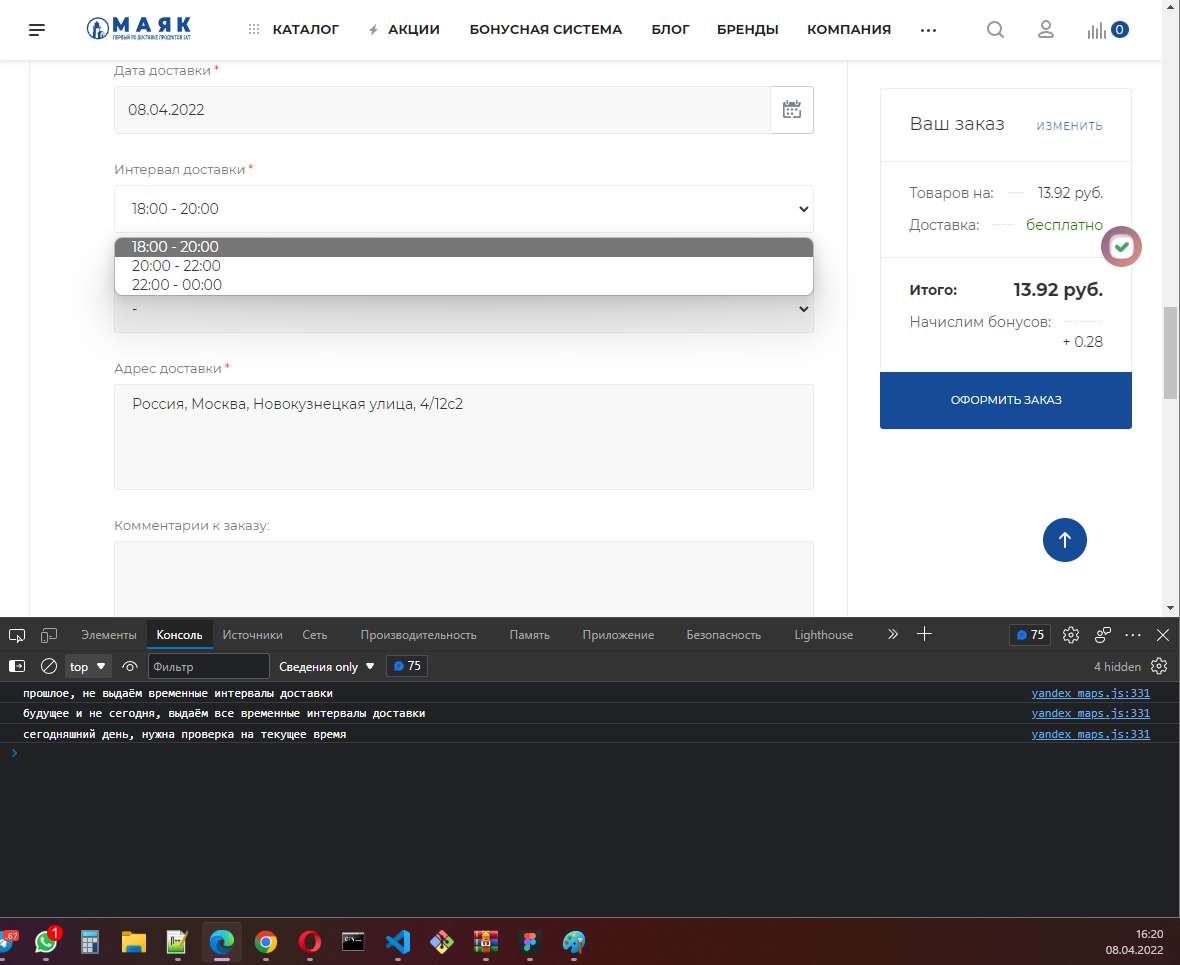 МАЯК
ПЕРВЫЙ ПО ДОСТАВКЕ ПРОДУКТОВ 24/7
КАТАЛОГ
АКЦИИ
БОНУСНАЯ СИСТЕМА
БЛОГ
БРЕНДЫ
КОМПАНИЯ
0
Дата доставки *
08.04.2022
Интервал доставки *
18:00 - 20:00
18:00 - 20:00
20:00 - 22:00
22:00 - 00:00
-
Адрес доставки *
Россия, Москва, Новокузнецкая улица, 4/12с2
Комментарии к заказу:
Ваш заказ
ИЗМЕНИТЬ
Товаров на: 13.92 руб.
Доставка: бесплатно
Итого: 13.92 руб.
Начислим бонусов:
+ 0.28
ОФОРМИТЬ ЗАКАЗ
Элементы
Консоль
Источники
Сеть
Производительность
Память
Приложение
Безопасность
Lighthouse
75
top
Фильтр
Сведения only
75
4 hidden
прошлое, не выдаём временные интервалы доставки yandex_maps.js:331
будущее и не сегодня, выдаём все временные интервалы доставки yandex_maps.js:331
сегодняшний день, нужна проверка на текущее время yandex_maps.js:331
67
1
16:20
08.04.2022